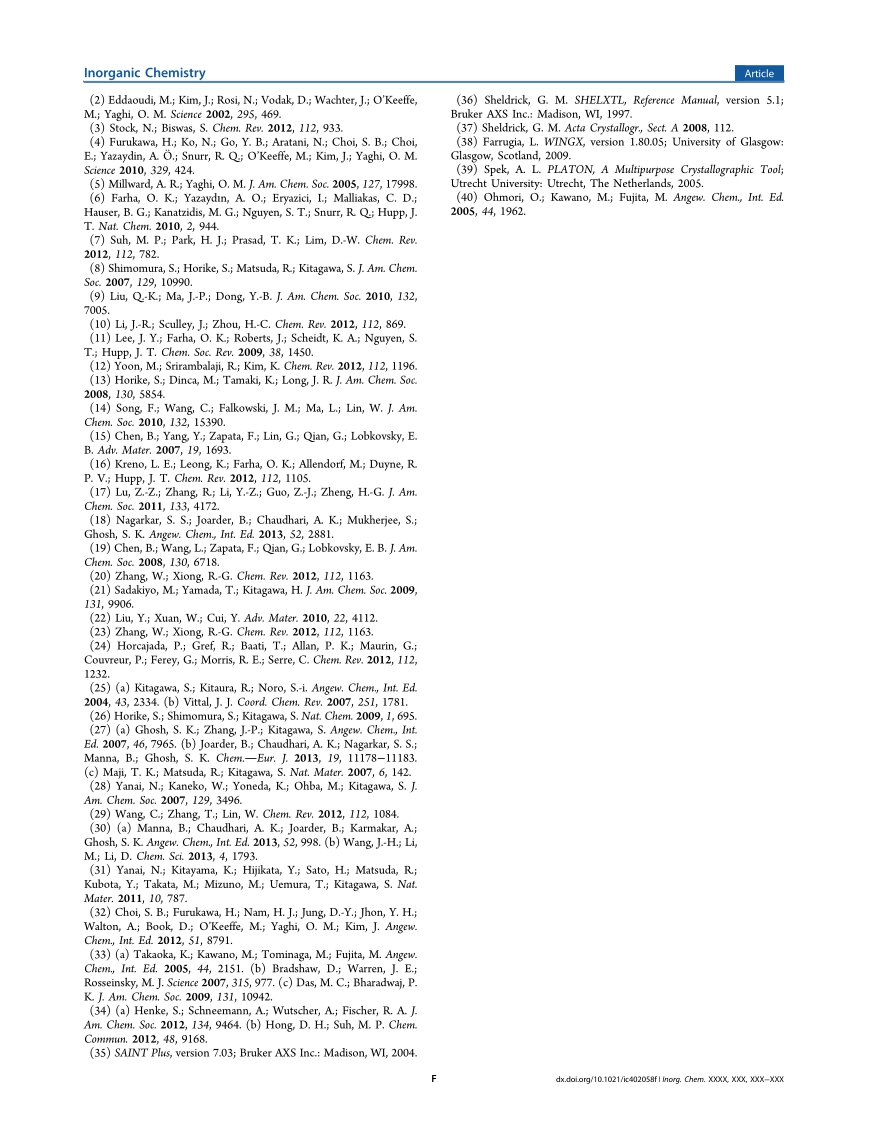 Inorganic Chemistry
Article
(2) Eddaoudi, M.; Kim, J.; Rosi, N.; Vodak, D.; Wachter, J.; O'Keeffe,
M.; Yaghi, O. M. Science 2002, 295, 469.
(3) Stock, N.; Biswas, S. Chem. Rev. 2012, 112, 933.
(4) Furukawa, H.; Ko, N.; Go, Y. B.; Aratani, N.; Choi, S. B.; Choi,
E.; Yazaydin, A. Ö.; Snurr, R. Q.; O'Keeffe, M.; Kim, J.; Yaghi, O. M.
Science 2010, 329, 424.
(5) Millward, A. R.; Yaghi, O. M. J. Am. Chem. Soc. 2005, 127, 17998.
(6) Farha, O. K.; Yazaydın, A. O.; Eryazici, I.; Malliakas, C. D.;
Hauser, B. G.; Kanatzidis, M. G.; Nguyen, S. T.; Snurr, R. Q.; Hupp, J.
T. Nat. Chem. 2010, 2, 944.
(7) Suh, M. P.; Park, H. J.; Prasad, T. K.; Lim, D.-W. Chem. Rev.
2012, 112, 782.
(8) Shimomura, S.; Horike, S.; Matsuda, R.; Kitagawa, S. J. Am. Chem.
Soc. 2007, 129, 10990.
(9) Liu, Q.-K.; Ma, J.-P.; Dong, Y.-B. J. Am. Chem. Soc. 2010, 132,
7005.
(10) Li, J.-R.; Sculley, J.; Zhou, H.-C. Chem. Rev. 2012, 112, 869.
(11) Lee, J. Y.; Farha, O. K.; Roberts, J.; Scheidt, K. A.; Nguyen, S.
T.; Hupp, J. T. Chem. Soc. Rev. 2009, 38, 1450.
(12) Yoon, M.; Srirambalaji, R.; Kim, K. Chem. Rev. 2012, 112, 1196.
(13) Horike, S.; Dinca, M.; Tamaki, K.; Long, J. R. J. Am. Chem. Soc.
2008, 130, 5854.
(14) Song, F.; Wang, C.; Falkowski, J. M.; Ma, L.; Lin, W. J. Am.
Chem. Soc. 2010, 132, 15390.
(15) Chen, B.; Yang, Y.; Zapata, F.; Lin, G.; Qian, G.; Lobkovsky, E.
B. Adv. Mater. 2007, 19, 1693.
(16) Kreno, L. E.; Leong, K.; Farha, O. K.; Allendorf, M.; Duyne, R.
P. V.; Hupp, J. T. Chem. Rev. 2012, 112, 1105.
(17) Lu, Z.-Z.; Zhang, R.; Li, Y.-Z.; Guo, Z.-J.; Zheng, H.-G. J. Am.
Chem. Soc. 2011, 133, 4172.
(18) Nagarkar, S. S.; Joarder, B.; Chaudhari, A. K.; Mukherjee, S.;
Ghosh, S. K. Angew. Chem., Int. Ed. 2013, 52, 2881.
(19) Chen, B.; Wang, L.; Zapata, F.; Qian, G.; Lobkovsky, E. B. J. Am.
Chem. Soc. 2008, 130, 6718.
(20) Zhang, W.; Xiong, R.-G. Chem. Rev. 2012, 112, 1163.
(21) Sadakiyo, M.; Yamada, T.; Kitagawa, H. J. Am. Chem. Soc. 2009,
131, 9906.
(22) Liu, Y.; Xuan, W.; Cui, Y. Adv. Mater. 2010, 22, 4112.
(23) Zhang, W.; Xiong, R.-G. Chem. Rev. 2012, 112, 1163.
(24) Horcajada, P.; Gref, R.; Baati, T.; Allan, P. K.; Maurin, G.;
Couvreur, P.; Ferey, G.; Morris, R. E.; Serre, C. Chem. Rev. 2012, 112,
1232.
(25) (a) Kitagawa, S.; Kitaura, R.; Noro, S.-i. Angew. Chem., Int. Ed.
2004, 43, 2334. (b) Vittal, J. J. Coord. Chem. Rev. 2007, 251, 1781.
(26) Horike, S.; Shimomura, S.; Kitagawa, S. Nat. Chem. 2009, 1, 695.
(27) (a) Ghosh, S. K.; Zhang, J.-P.; Kitagawa, S. Angew. Chem., Int.
Ed. 2007, 46, 7965. (b) Joarder, B.; Chaudhari, A. K.; Nagarkar, S. S.;
Manna, B.; Ghosh, S. K. Chem.—Eur. J. 2013, 19, 11178−11183.
(c) Maji, T. K.; Matsuda, R.; Kitagawa, S. Nat. Mater. 2007, 6, 142.
(28) Yanai, N.; Kaneko, W.; Yoneda, K.; Ohba, M.; Kitagawa, S. J.
Am. Chem. Soc. 2007, 129, 3496.
(29) Wang, C.; Zhang, T.; Lin, W. Chem. Rev. 2012, 112, 1084.
(30) (a) Manna, B.; Chaudhari, A. K.; Joarder, B.; Karmakar, A.;
Ghosh, S. K. Angew. Chem., Int. Ed. 2013, 52, 998. (b) Wang, J.-H.; Li,
M.; Li, D. Chem. Sci. 2013, 4, 1793.
(31) Yanai, N.; Kitayama, K.; Hijikata, Y.; Sato, H.; Matsuda, R.;
Kubota, Y.; Takata, M.; Mizuno, M.; Uemura, T.; Kitagawa, S. Nat.
Mater. 2011, 10, 787.
(32) Choi, S. B.; Furukawa, H.; Nam, H. J.; Jung, D.-Y.; Jhon, Y. H.;
Walton, A.; Book, D.; O'Keeffe, M.; Yaghi, O. M.; Kim, J. Angew.
Chem., Int. Ed. 2012, 51, 8791.
(33) (a) Takaoka, K.; Kawano, M.; Tominaga, M.; Fujita, M. Angew.
Chem., Int. Ed. 2005, 44, 2151. (b) Bradshaw, D.; Warren, J. E.;
Rosseinsky, M. J. Science 2007, 315, 977. (c) Das, M. C.; Bharadwaj, P.
K. J. Am. Chem. Soc. 2009, 131, 10942.
(34) (a) Henke, S.; Schneemann, A.; Wutscher, A.; Fischer, R. A. J.
Am. Chem. Soc. 2012, 134, 9464. (b) Hong, D. H.; Suh, M. P. Chem.
Commun. 2012, 48, 9168.
(35) SAINT Plus, version 7.03; Bruker AXS Inc.: Madison, WI, 2004.
(36) Sheldrick, G. M. SHELXTL, Reference Manual, version 5.1;
Bruker AXS Inc.: Madison, WI, 1997.
(37) Sheldrick, G. M. Acta Crystallogr., Sect. A 2008, 112.
(38) Farrugia, L. WINGX, version 1.80.05; University of Glasgow:
Glasgow, Scotland, 2009.
(39) Spek, A. L. PLATON, A Multipurpose Crystallographic Tool;
Utrecht University: Utrecht, The Netherlands, 2005.
(40) Ohmori, O.; Kawano, M.; Fujita, M. Angew. Chem., Int. Ed.
2005, 44, 1962.
F
dx.doi.org/10.1021/ic402058f | Inorg. Chem. XXXX, XXX, XXX−XXX